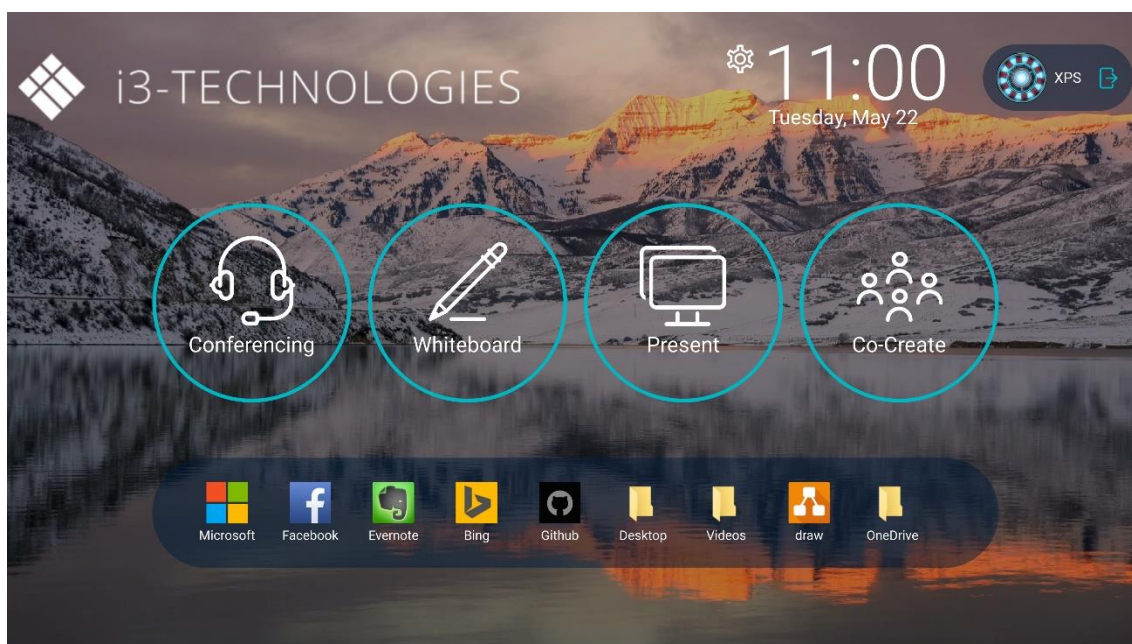 i3-TECHNOLOGIES
11:00
Tuesday, May 22
XPS
Conferencing
Whiteboard
Present
Co-Create
Microsoft
Facebook
Evernote
Bing
Github
Desktop
Videos
draw
OneDrive